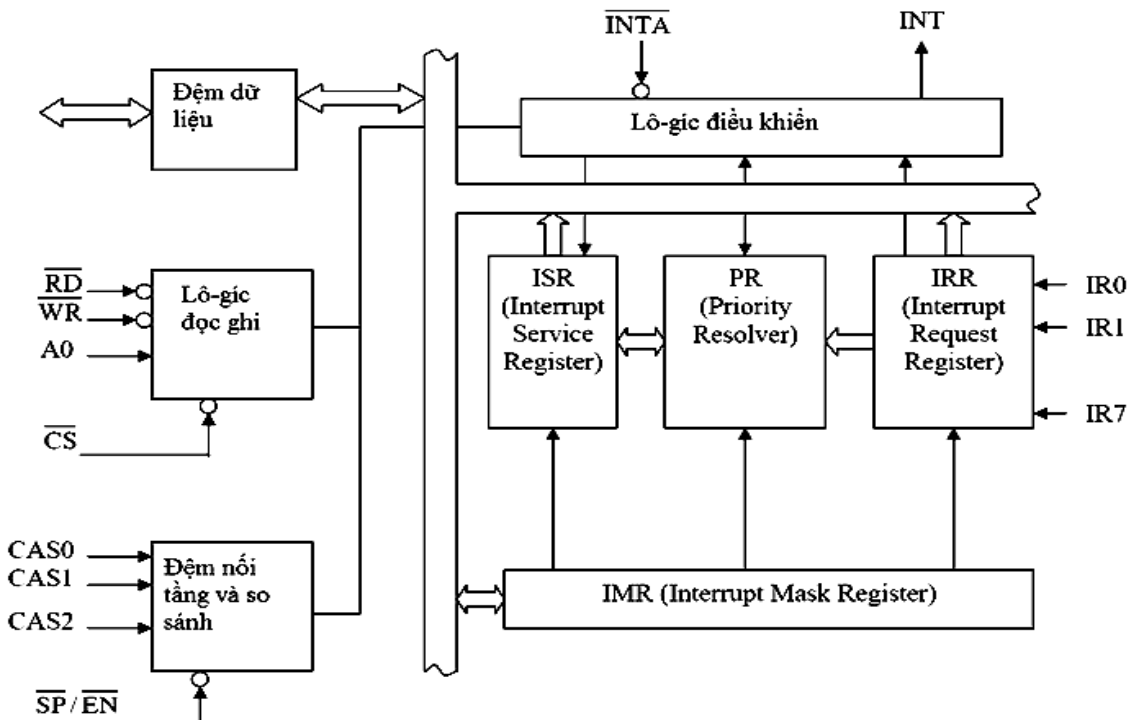 INTA
INT
Đệm dữ
liệu
Lô-gíc điều khiển
RD
WR
A0
CS
Lô-gíc
đọc ghi
ISR
(Interrupt
Service
Register)
PR
(Priority
Resolver)
IRR
(Interrupt
Request
Register)
IR0
IR1
IR7
CAS0
CAS1
CAS2
Đệm nối
tầng và so
sánh
IMR (Interrupt Mask Register)
SP / EN